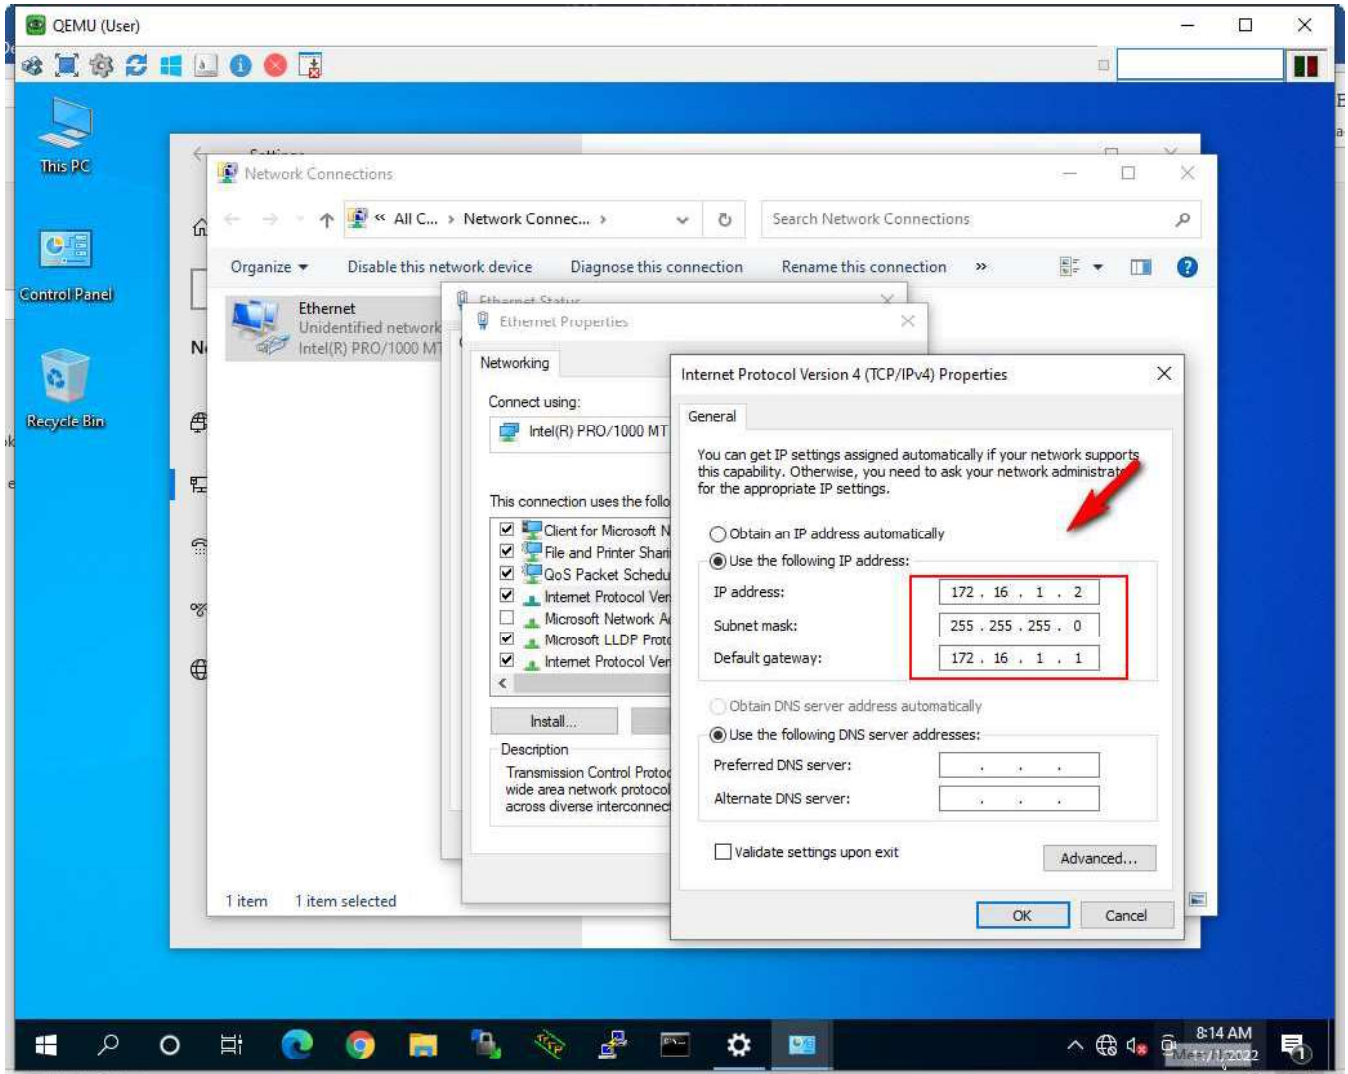 QEMU (User)
This PC
Control Panel
Recycle Bin
Settings
Network Connections
« All C... > Network Connec... >
Search Network Connections
Organize
Disable this network device
Diagnose this connection
Rename this connection
»
Ethernet
Unidentified network
Intel(R) PRO/1000 MT
Ethernet Status
Ethernet Properties
Networking
Connect using:
Intel(R) PRO/1000 MT
This connection uses the follo
Client for Microsoft N
File and Printer Shari
QoS Packet Schedu
Internet Protocol Ver
Microsoft Network A
Microsoft LLDP Proto
Internet Protocol Ver
Install...
Description
Transmission Control Protoc
wide area network protocol
across diverse interconnec
1 item
1 item selected
Internet Protocol Version 4 (TCP/IPv4) Properties
General
You can get IP settings assigned automatically if your network supports
this capability. Otherwise, you need to ask your network administrat
for the appropriate IP settings.
Obtain an IP address automatically
Use the following IP address:
IP address:
172 . 16 . 1 . 2
Subnet mask:
255 . 255 . 255 . 0
Default gateway:
172 . 16 . 1 . 1
Obtain DNS server address automatically
Use the following DNS server addresses:
Preferred DNS server:
. . .
Alternate DNS server:
. . .
Validate settings upon exit
Advanced...
OK
Cancel
8:14 AM
11/1/2022
1